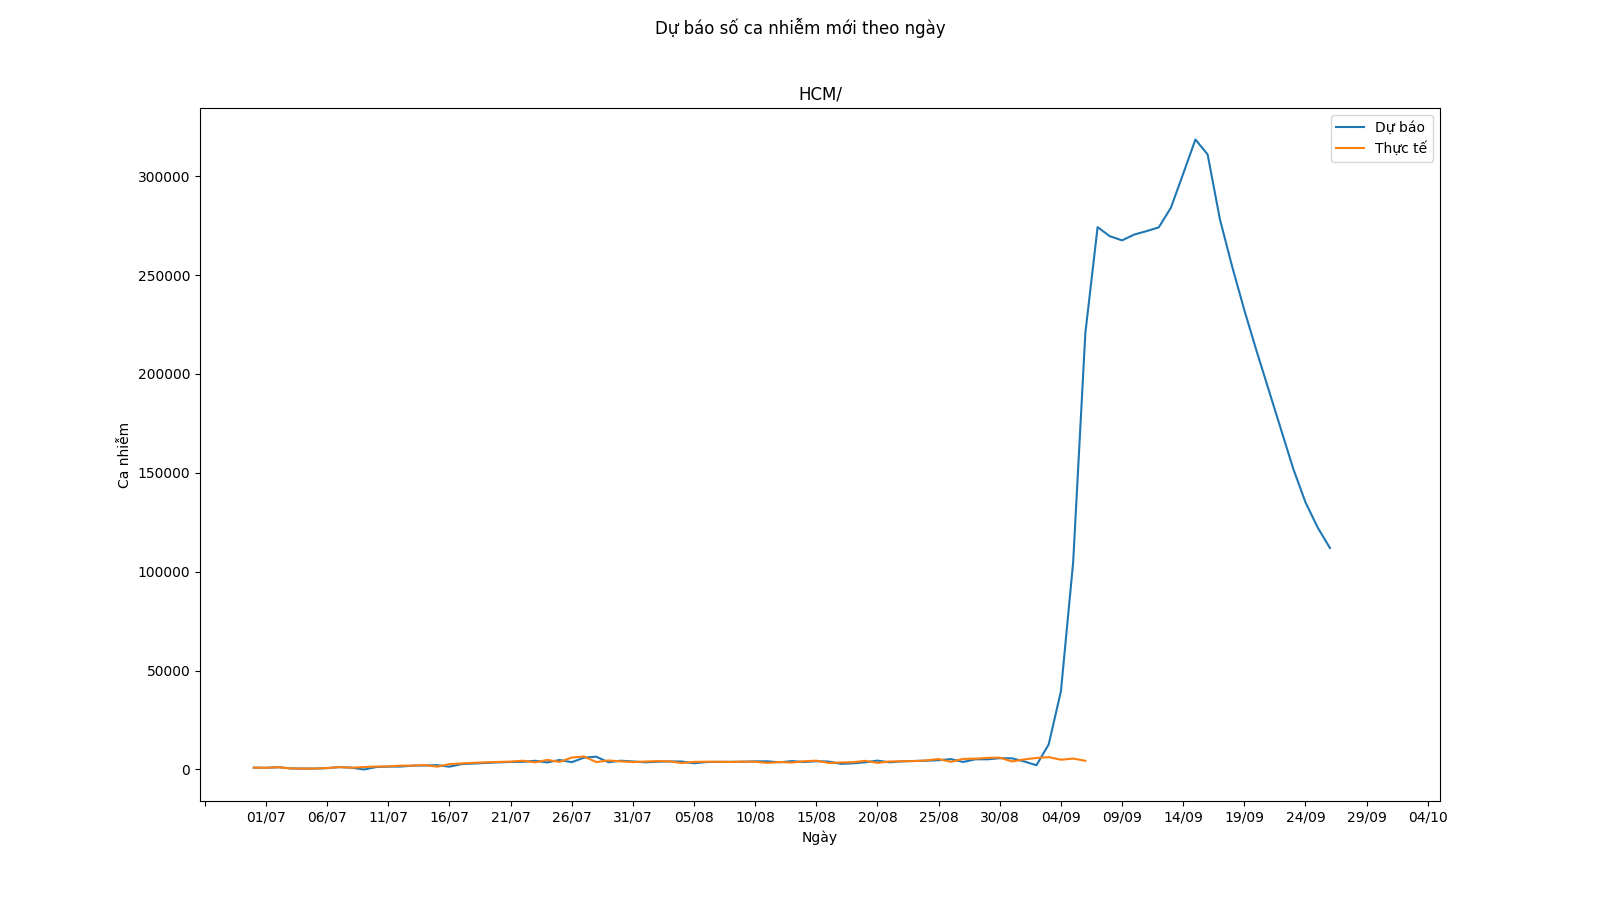 Dự báo số ca nhiễm mới theo ngày
HCM/
Dự báo
Thực tế
300000
250000
200000
150000
100000
50000
0
Ca nhiễm
01/07 06/07 11/07 16/07 21/07 26/07 31/07 05/08 10/08 15/08 20/08 25/08 30/08 04/09 09/09 14/09 19/09 24/09 29/09 04/10
Ngày